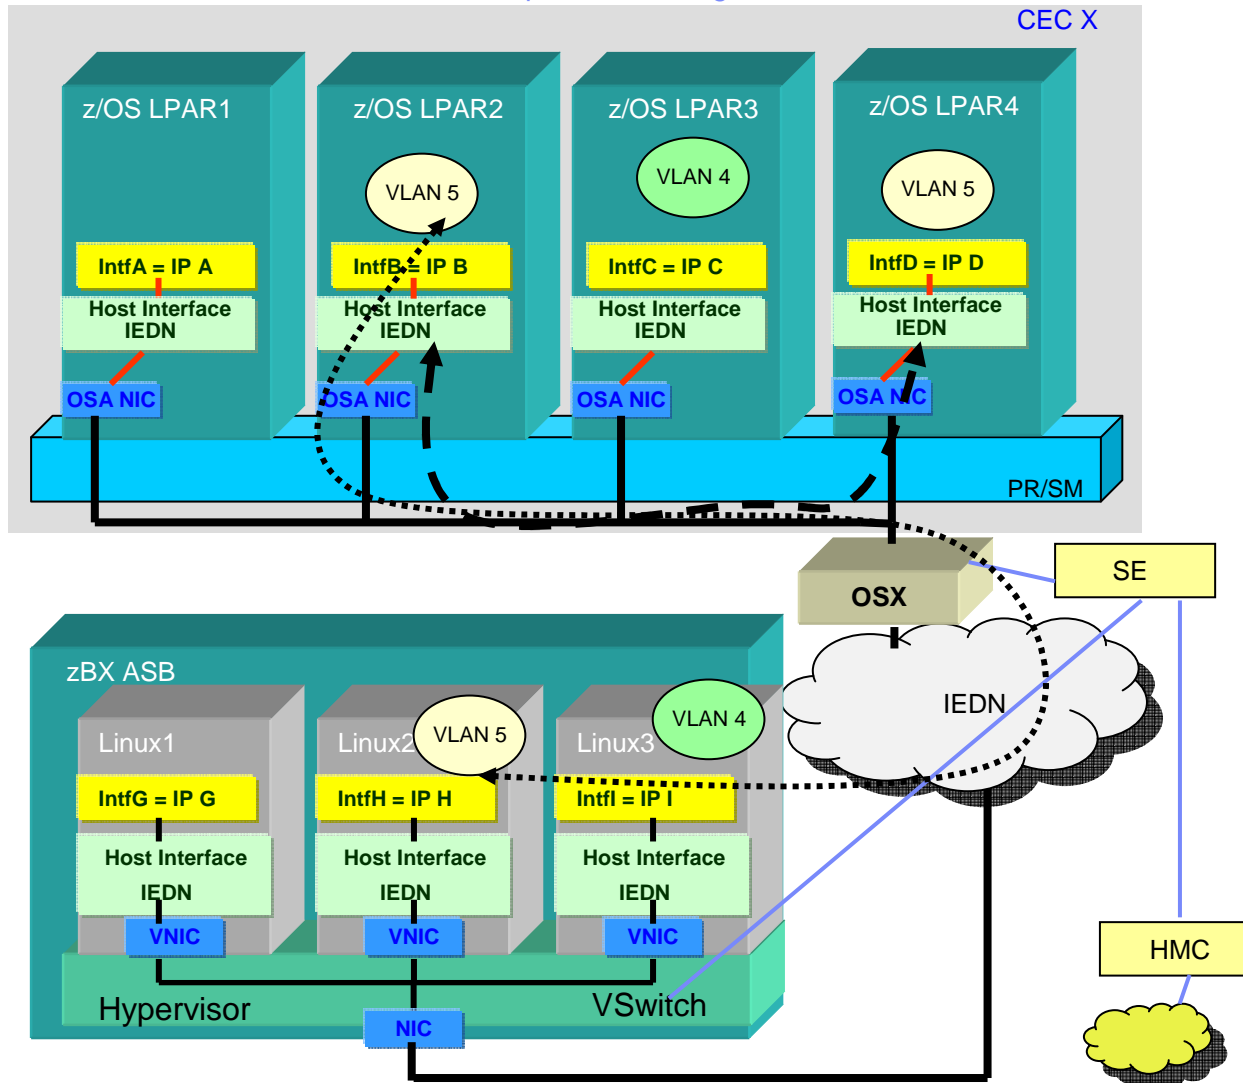 CEC X
z/OS LPAR1
z/OS LPAR2
z/OS LPAR3
z/OS LPAR4
VLAN 5
VLAN 4
VLAN 5
IntfA = IP A
IntfB = IP B
IntfC = IP C
IntfD = IP D
Host Interface
IEDN
Host Interface
IEDN
Host Interface
IEDN
Host Interface
IEDN
OSA NIC
OSA NIC
OSA NIC
OSA NIC
PR/SM
OSX
SE
IEDN
zBX ASB
Linux1
Linux2
Linux3
VLAN 5
VLAN 4
IntfG = IP G
IntfH = IP H
IntfI = IP I
Host Interface
IEDN
Host Interface
IEDN
Host Interface
IEDN
VNIC
VNIC
VNIC
Hypervisor
VSwitch
NIC
HMC